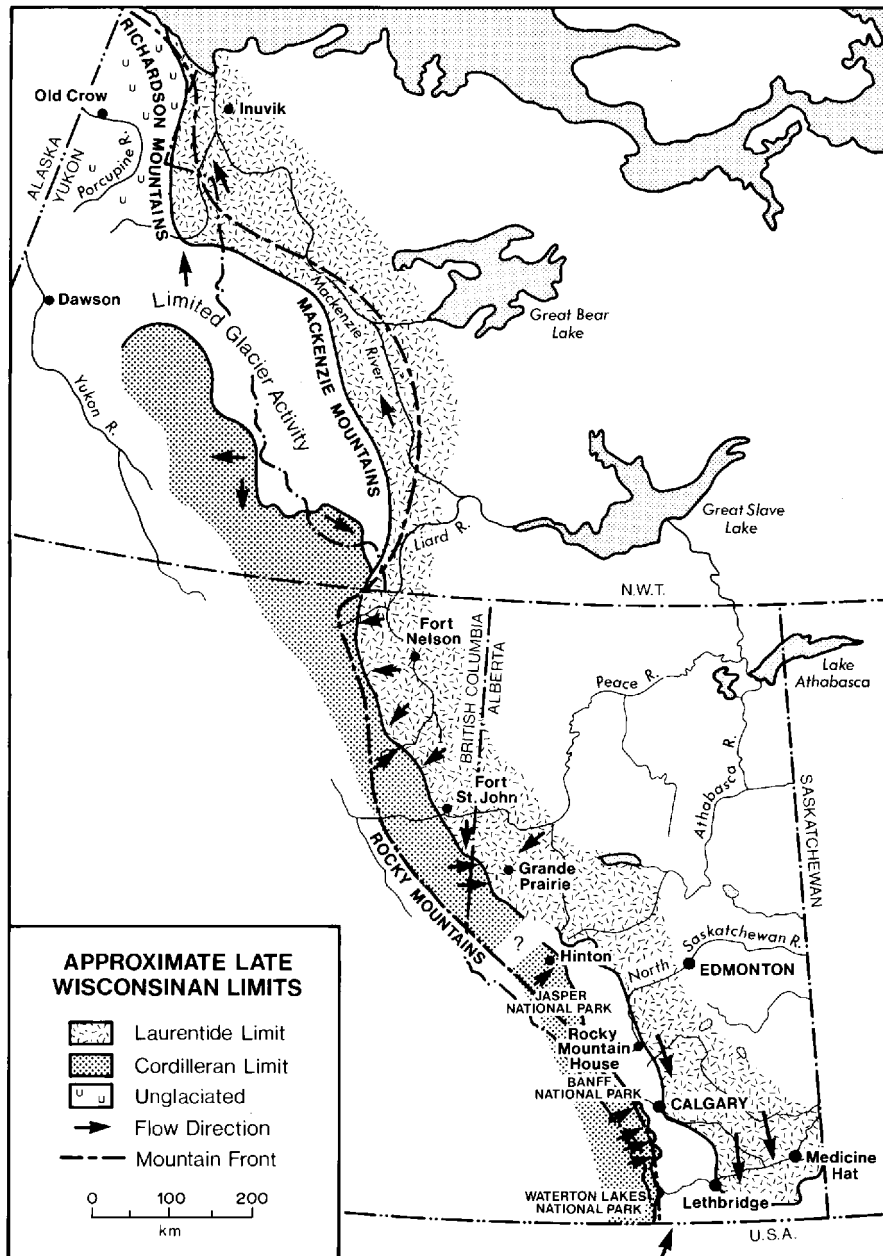 RICHARDSON MOUNTAINS
Old Crow
Inuvik
ALASKA
YUKON
Porcupine R.
Dawson
Limited Glacier Activity
MACKENZIE MOUNTAINS
Mackenzie River
Great Bear
Lake
Yukon R.
Great Slave
Lake
Liard R.
N.W.T.
Fort
Nelson
BRITISH COLUMBIA
ALBERTA
Peace R.
Lake
Athabasca
Athabasca R.
SASKATCHEWAN
Fort
St. John
Grande
Prairie
ROCKY MOUNTAINS
?
Hinton
North Saskatchewan R.
EDMONTON
JASPER
NATIONAL PARK
Rocky
Mountain
House
BANFF
NATIONAL PARK
CALGARY
Medicine
Hat
WATERTON LAKES
NATIONAL PARK
Lethbridge
U.S.A.
APPROXIMATE LATE
WISCONSINAN LIMITS
Laurentide Limit
Cordilleran Limit
U U Unglaciated
Flow Direction
Mountain Front
0 100 200
km